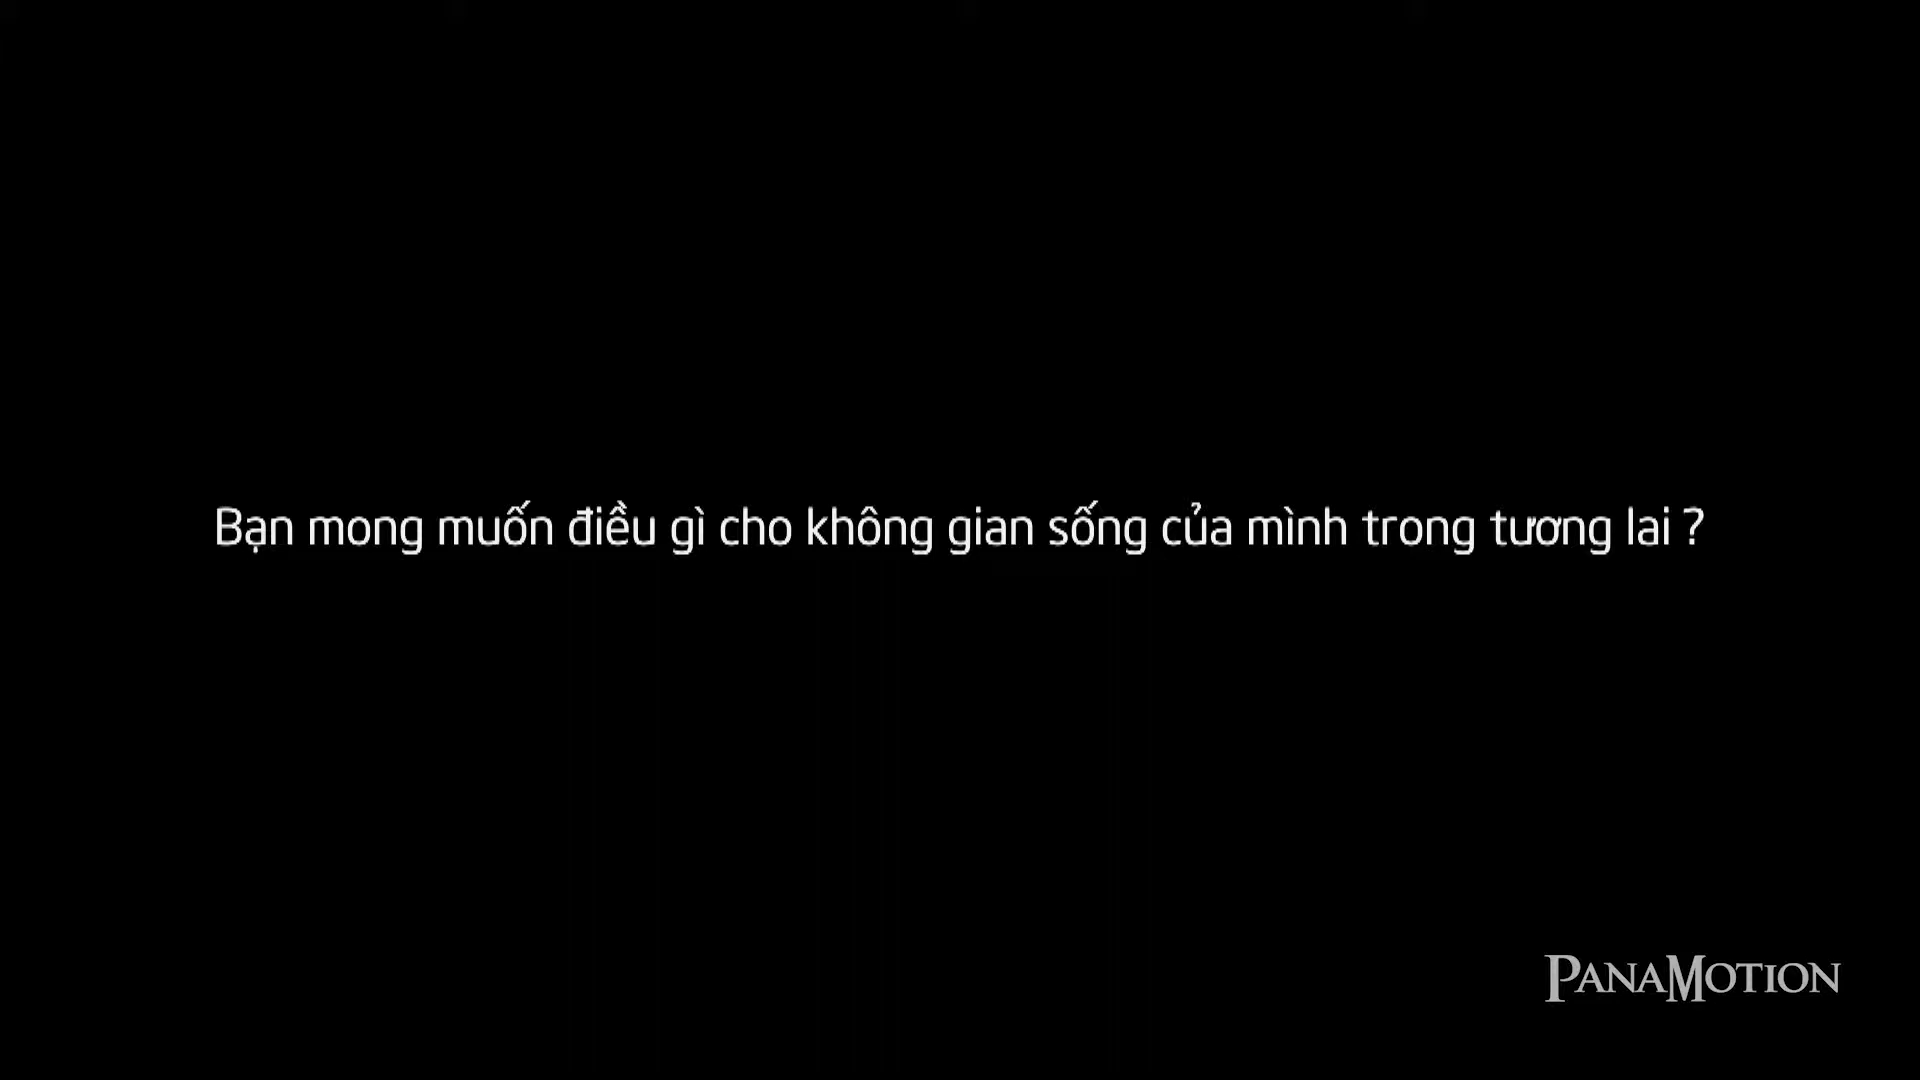 Bạn mong muốn điều gì cho không gian sống của mình trong tương lai ?
PANAMOTION